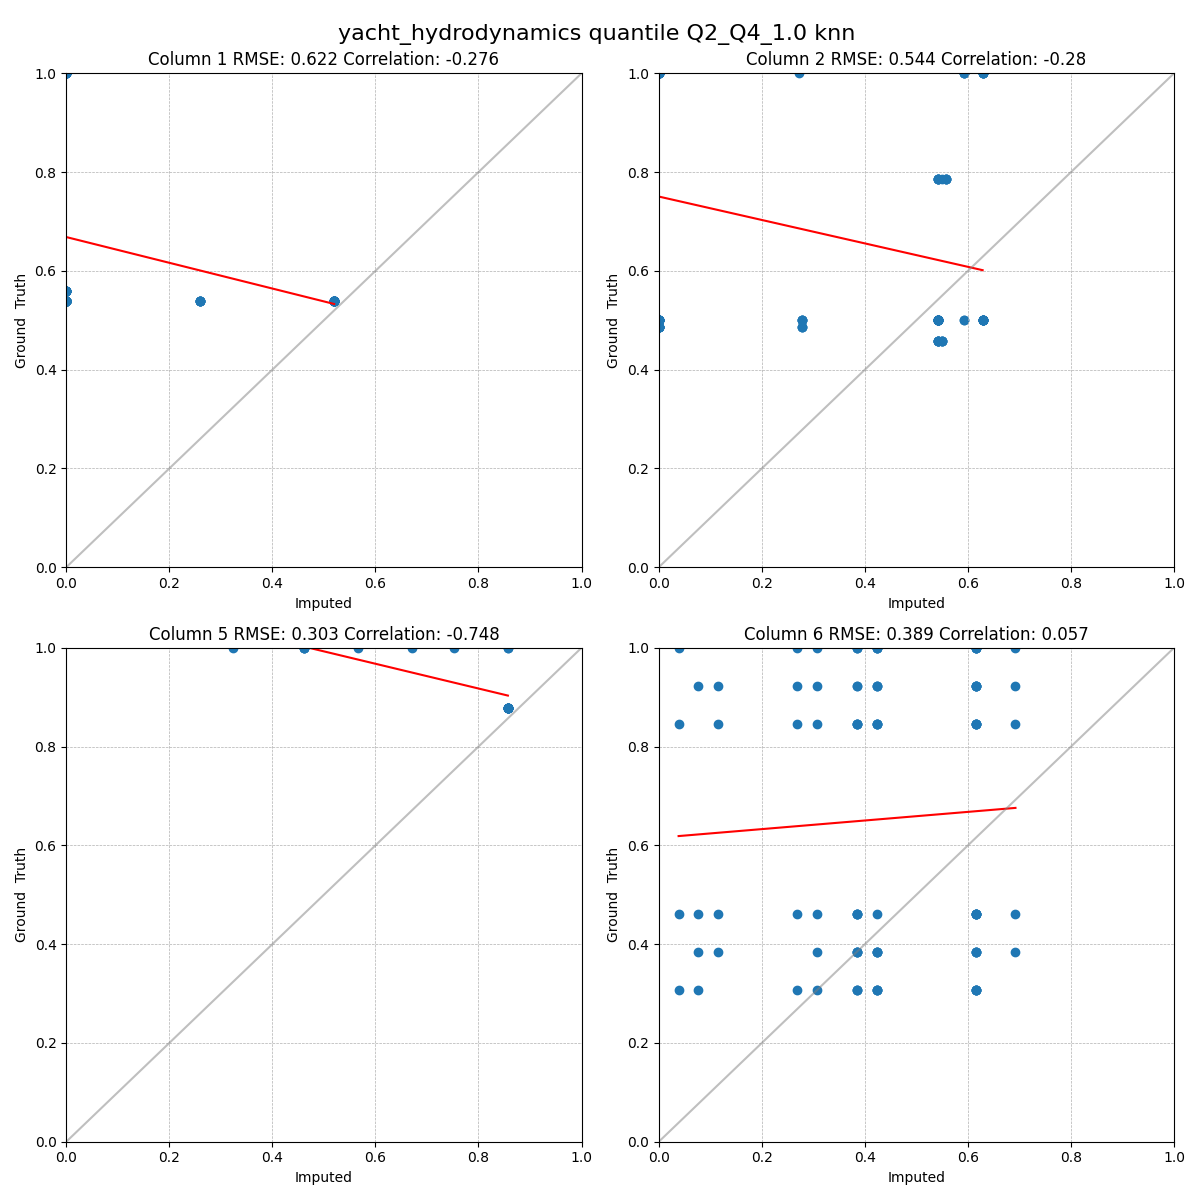 yacht_hydrodynamics quantile Q2_Q4_1.0 knn
Column 1 RMSE: 0.622 Correlation: -0.276
1.0
0.8
0.6
0.4
0.2
0.0
Ground Truth
0.0 0.2 0.4 0.6 0.8 1.0
Imputed
Column 2 RMSE: 0.544 Correlation: -0.28
1.0
0.8
0.6
0.4
0.2
0.0
Ground Truth
0.0 0.2 0.4 0.6 0.8 1.0
Imputed
Column 5 RMSE: 0.303 Correlation: -0.748
1.0
0.8
0.6
0.4
0.2
0.0
Ground Truth
0.0 0.2 0.4 0.6 0.8 1.0
Imputed
Column 6 RMSE: 0.389 Correlation: 0.057
1.0
0.8
0.6
0.4
0.2
0.0
Ground Truth
0.0 0.2 0.4 0.6 0.8 1.0
Imputed